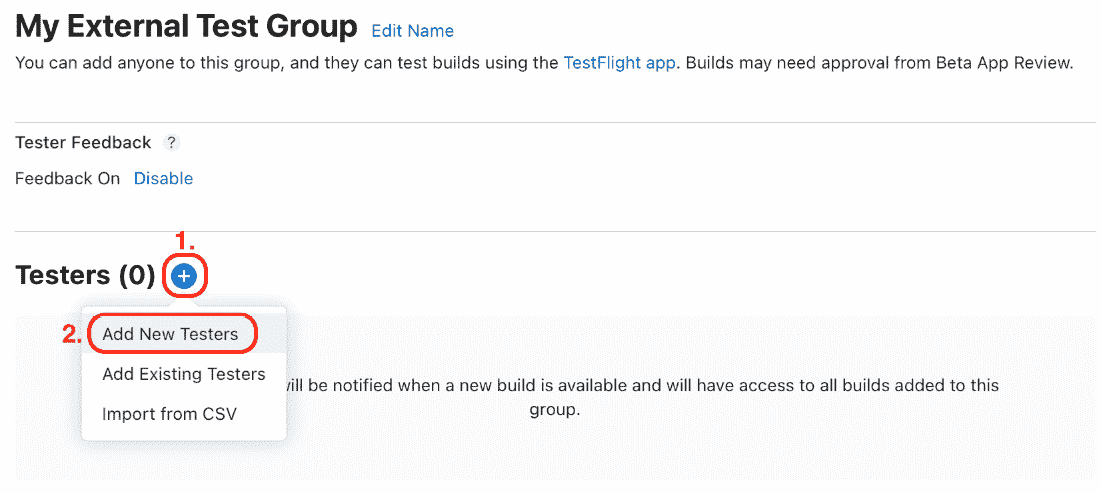 My External Test Group Edit Name
You can add anyone to this group, and they can test builds using the TestFlight app. Builds may need approval from Beta App Review.
Tester Feedback ?
Feedback On Disable
1.
Testers (0) +
2. Add New Testers
Add Existing Testers
will be notified when a new build is available and will have access to all builds added to this
group.
Import from CSV